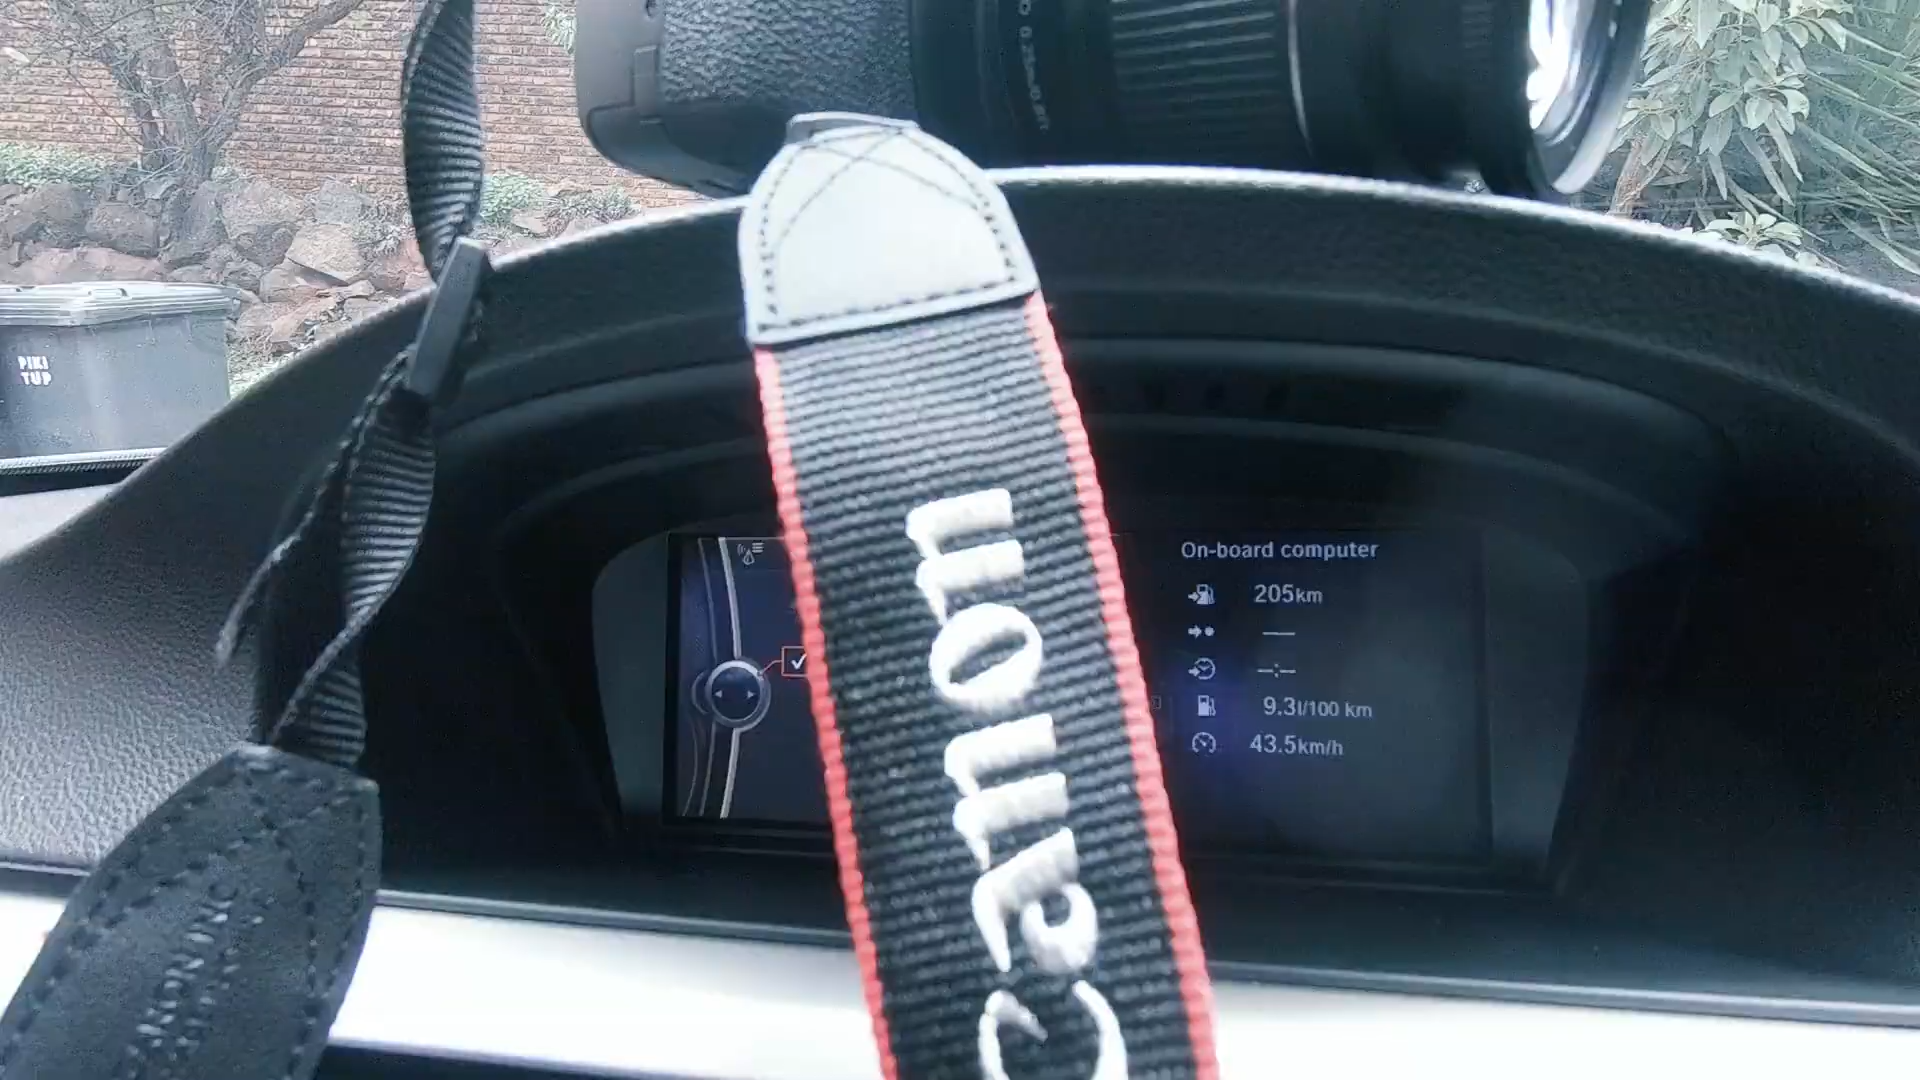 PIKI
TUP
Canon
On-board computer
205km
—
--:--
9.3l/100 km
43.5km/h